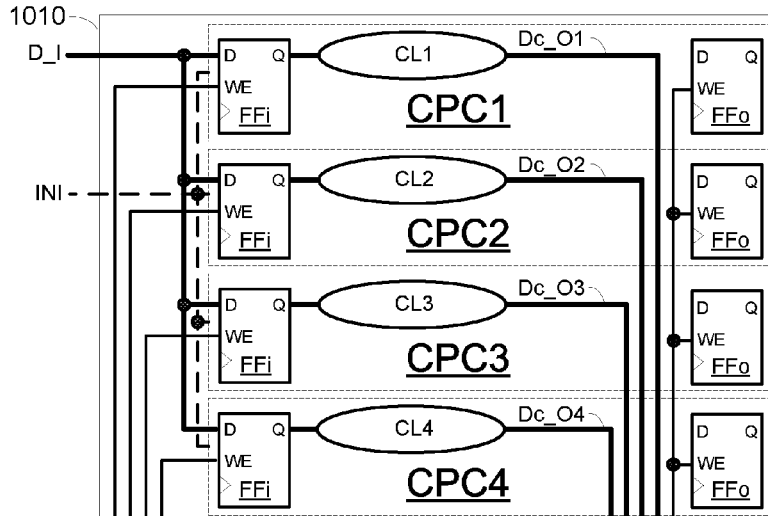 1010
D_I
D Q CL1 Dc_O1 D Q
WE WE
FFi CPC1 FFo
D Q CL2 Dc_O2 D Q
INI
WE WE
FFi CPC2 FFo
D Q CL3 Dc_O3 D Q
WE WE
FFi CPC3 FFo
D Q CL4 Dc_O4 D Q
WE WE
FFi CPC4 FFo